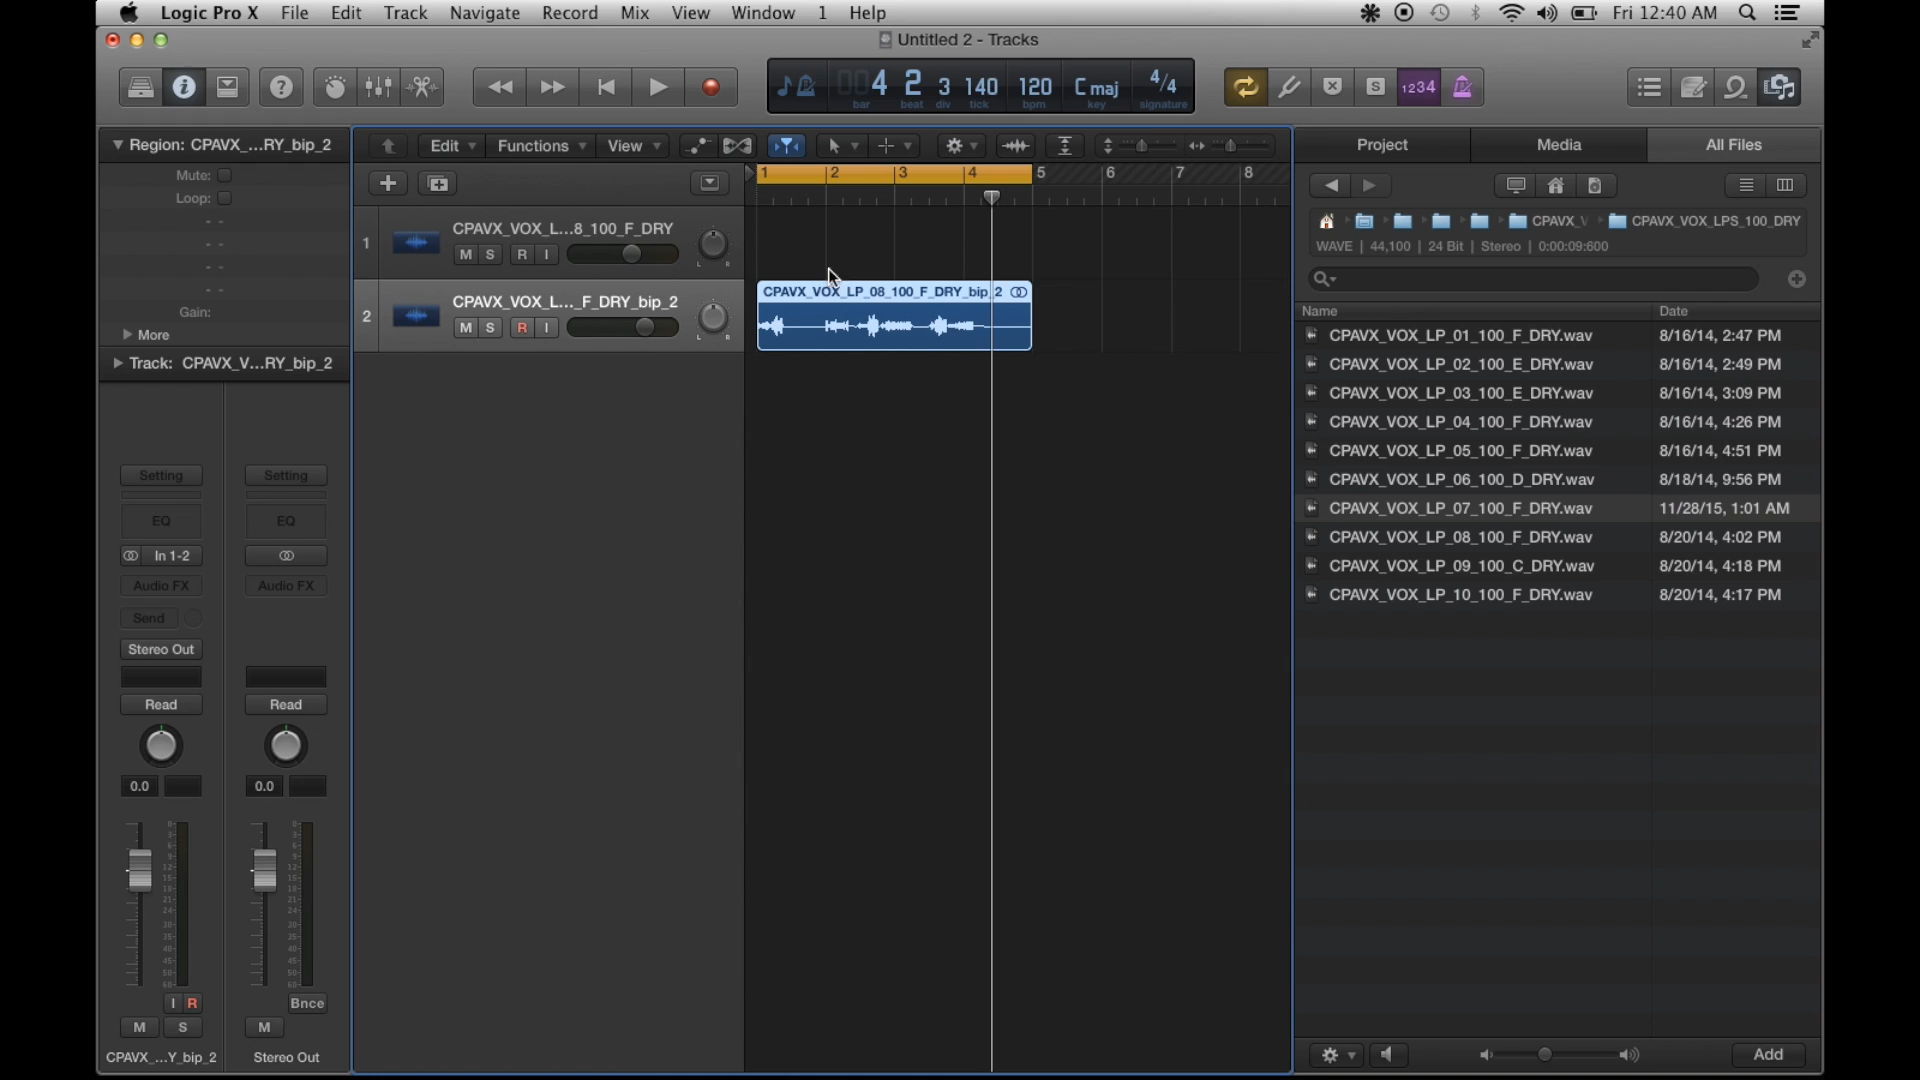 Logic Pro X File Edit Track Navigate Record Mix View Window 1 Help Fri 12:40 AM
Untitled 2 - Tracks
4 2 3 140 120 C maj 4/4
bar beat div tick bpm key signature
S 1234
Region: CPAVX_...RY_bip_2
Mute:
Loop:
Gain:
More
Track: CPAVX_V...RY_bip_2
Setting Setting
EQ EQ
In 1-2
Audio FX Audio FX
Send
Stereo Out
Read Read
0.0 0.0
I R Bnce
M S M
CPAVX_...Y_bip_2 Stereo Out
Edit Functions View
1 2 3 4 5 6 7 8
1 CPAVX_VOX_L...8_100_F_DRY
M S R I L R
2 CPAVX_VOX_L..._F_DRY_bip_2
M S R I L R
CPAVX_VOX_LP_08_100_F_DRY_bip_2
Project Media All Files
CPAVX_V CPAVX_VOX_LPS_100_DRY
WAVE | 44,100 | 24 Bit | Stereo | 0:00:09:600
Name Date
CPAVX_VOX_LP_01_100_F_DRY.wav 8/16/14, 2:47 PM
CPAVX_VOX_LP_02_100_E_DRY.wav 8/16/14, 2:49 PM
CPAVX_VOX_LP_03_100_E_DRY.wav 8/16/14, 3:09 PM
CPAVX_VOX_LP_04_100_F_DRY.wav 8/16/14, 4:26 PM
CPAVX_VOX_LP_05_100_F_DRY.wav 8/16/14, 4:51 PM
CPAVX_VOX_LP_06_100_D_DRY.wav 8/18/14, 9:56 PM
CPAVX_VOX_LP_07_100_F_DRY.wav 11/28/15, 1:01 AM
CPAVX_VOX_LP_08_100_F_DRY.wav 8/20/14, 4:02 PM
CPAVX_VOX_LP_09_100_C_DRY.wav 8/20/14, 4:18 PM
CPAVX_VOX_LP_10_100_F_DRY.wav 8/20/14, 4:17 PM
Add